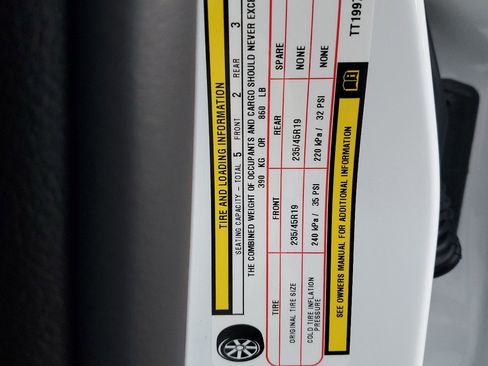 TIRE AND LOADING INFORMATION
SEATING CAPACITY - TOTAL 5 FRONT 2 REAR 3
THE COMBINED WEIGHT OF OCCUPANTS AND CARGO SHOULD NEVER EXCE
390 KG OR 860 LB
TIRE FRONT REAR SPARE
ORIGINAL TIRE SIZE 235/45R19 235/45R19 NONE
COLD TIRE INFLATION PRESSURE 240 kPa / 35 PSI 220 kPa / 32 PSI NONE
SEE OWNERS MANUAL FOR ADDITIONAL INFORMATION
TT1997